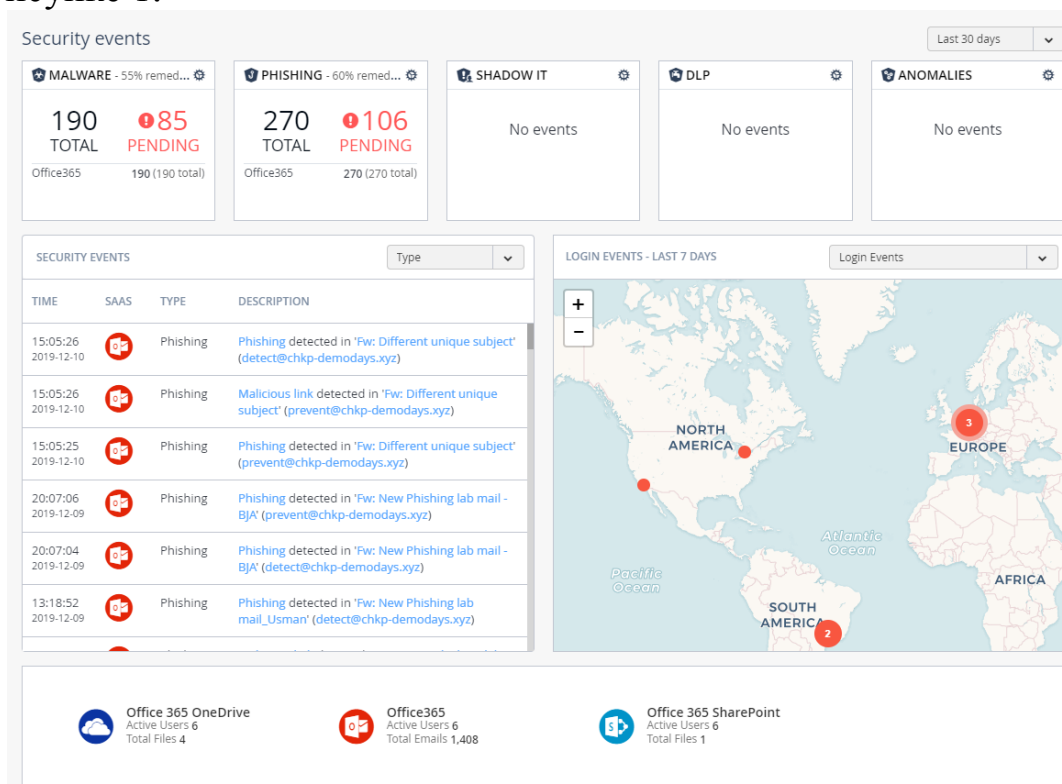 Security events
Last 30 days
MALWARE - 55% remed...
190
TOTAL
85
PENDING
Office365
190 (190 total)
PHISHING - 60% remed...
270
TOTAL
106
PENDING
Office365
270 (270 total)
SHADOW IT
No events
DLP
No events
ANOMALIES
No events
SECURITY EVENTS
Type
TIME SAAS TYPE DESCRIPTION
15:05:26
2019-12-10
Phishing
Phishing detected in 'Fw: Different unique subject'
(detect@chkp-demodays.xyz)
15:05:26
2019-12-10
Phishing
Malicious link detected in 'Fw: Different unique
subject' (prevent@chkp-demodays.xyz)
15:05:25
2019-12-10
Phishing
Phishing detected in 'Fw: Different unique subject'
(prevent@chkp-demodays.xyz)
20:07:06
2019-12-09
Phishing
Phishing detected in 'Fw: New Phishing lab mail -
BJA' (prevent@chkp-demodays.xyz)
20:07:04
2019-12-09
Phishing
Phishing detected in 'Fw: New Phishing lab mail -
BJA' (detect@chkp-demodays.xyz)
13:18:52
2019-12-09
Phishing
Phishing detected in 'Fw: New Phishing lab
mail_Usman' (detect@chkp-demodays.xyz)
LOGIN EVENTS - LAST 7 DAYS
Login Events
+
−
NORTH
AMERICA
3
EUROPE
Atlantic
Ocean
Pacific
Ocean
AFRICA
SOUTH
AMERICA
2
Office 365 OneDrive
Active Users 6
Total Files 4
Office365
Active Users 6
Total Emails 1,408
Office 365 SharePoint
Active Users 6
Total Files 1